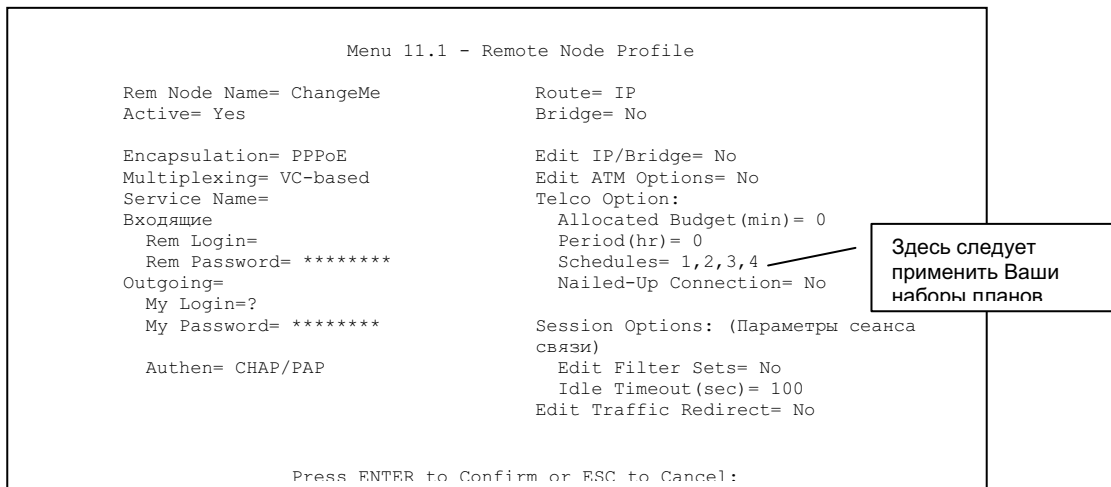 Menu 11.1 - Remote Node Profile
Rem Node Name= ChangeMe
Active= Yes
Encapsulation= PPPoE
Multiplexing= VC-based
Service Name=
Входящие
Rem Login=
Rem Password= ********
Outgoing=
My Login=?
My Password= ********
Authen= CHAP/PAP
Route= IP
Bridge= No
Edit IP/Bridge= No
Edit ATM Options= No
Telco Option:
Allocated Budget(min)= 0
Period(hr)= 0
Schedules= 1,2,3,4
Nailed-Up Connection= No
Session Options: (Параметры сеанса
связи)
Edit Filter Sets= No
Idle Timeout(sec)= 100
Edit Traffic Redirect= No
Здесь следует
применить Ваши
наборы планов
Press ENTER to Confirm or ESC to Cancel: